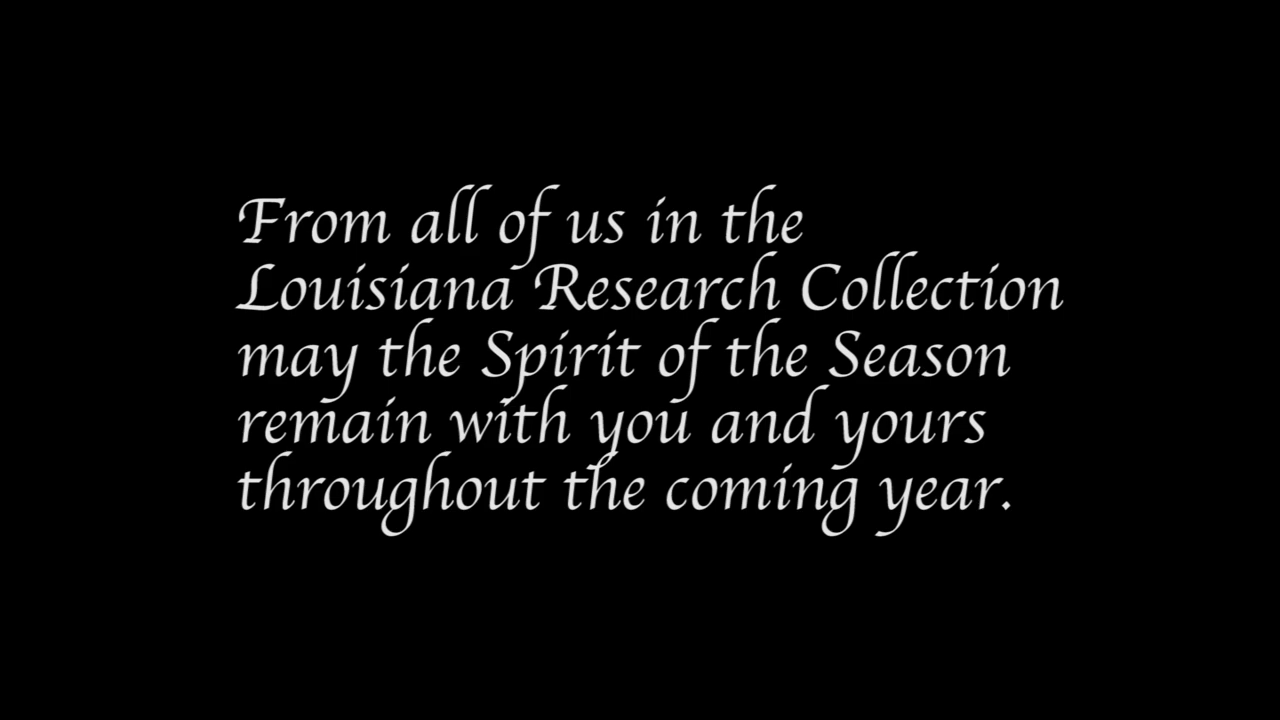 From all of us in the
Louisiana Research Collection
may the Spirit of the Season
remain with you and yours
throughout the coming year.